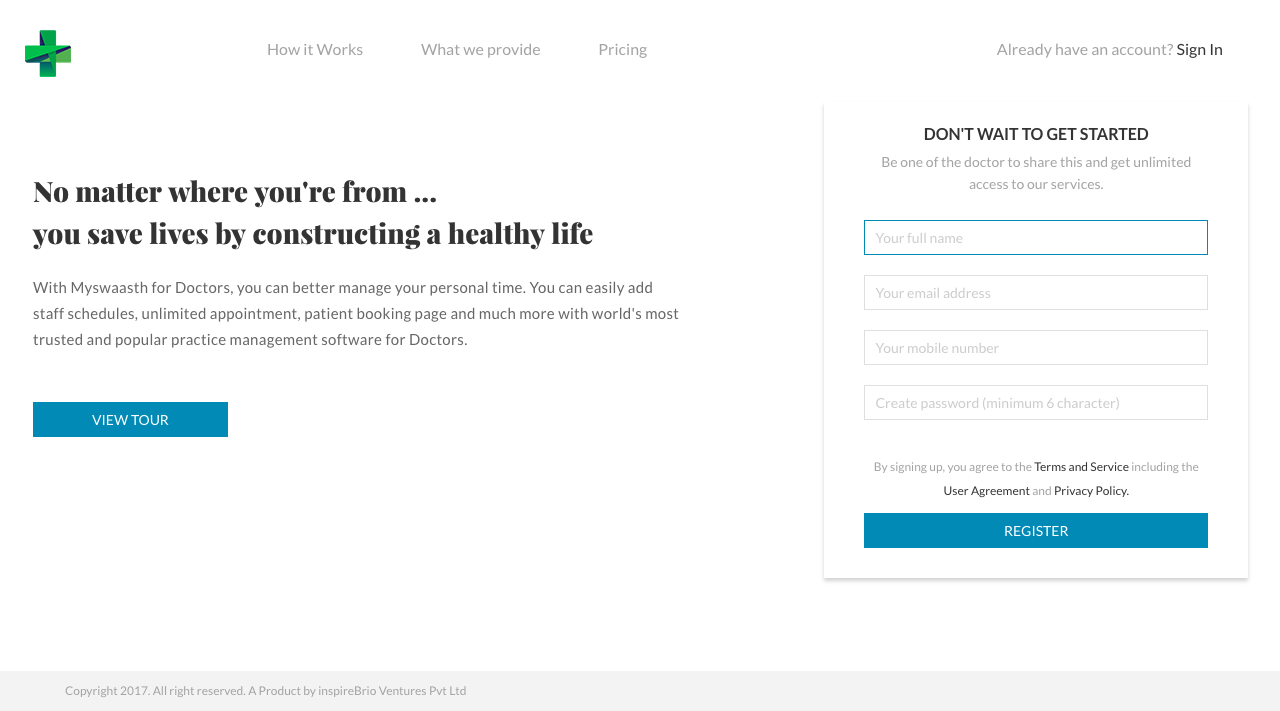 How it Works
What we provide
Pricing
Already have an account? Sign In
No matter where you're from ...
you save lives by constructing a healthy life
With Myswaasth for Doctors, you can better manage your personal time. You can easily add
staff schedules, unlimited appointment, patient booking page and much more with world's most
trusted and popular practice management software for Doctors.
VIEW TOUR
DON'T WAIT TO GET STARTED
Be one of the doctor to share this and get unlimited
access to our services.
Your full name
Your email address
Your mobile number
Create password (minimum 6 character)
By signing up, you agree to the Terms and Service including the
User Agreement and Privacy Policy.
REGISTER
Copyright 2017. All right reserved. A Product by inspireBrio Ventures Pvt Ltd